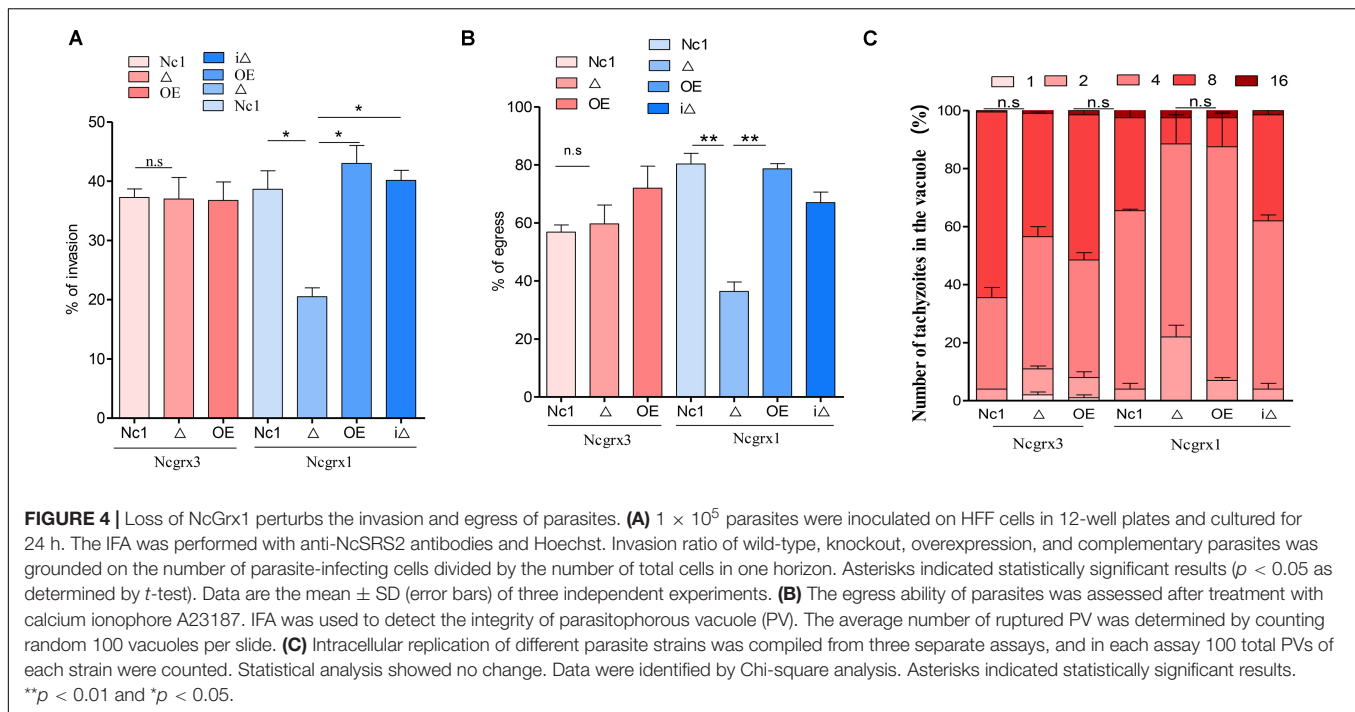 A
Nc1
△
OE
i△
OE
△
Nc1
% of invasion
50
40
30
20
10
0
n.s
*
*
*
Nc1 △ OE Nc1 △ OE i△
Ncgrx3 Ncgrx1
B
Nc1
△
OE
Nc1
△
OE
i△
% of egress
100
80
60
40
20
0
n.s
**
**
Nc1 △ OE Nc1 △ OE i△
Ncgrx3 Ncgrx1
C
1 2 4 8 16
n.s n.s n.s
Number of tachyzoites in the vacuole (%)
100
80
60
40
20
0
Nc1 △ OE Nc1 △ OE i△
Ncgrx3 Ncgrx1
FIGURE 4 | Loss of NcGrx1 perturbs the invasion and egress of parasites. (A) 1 × 10⁵ parasites were inoculated on HFF cells in 12-well plates and cultured for
24 h. The IFA was performed with anti-NcSRS2 antibodies and Hoechst. Invasion ratio of wild-type, knockout, overexpression, and complementary parasites was
grounded on the number of parasite-infecting cells divided by the number of total cells in one horizon. Asterisks indicated statistically significant results (p < 0.05 as
determined by t-test). Data are the mean ± SD (error bars) of three independent experiments. (B) The egress ability of parasites was assessed after treatment with
calcium ionophore A23187. IFA was used to detect the integrity of parasitophorous vacuole (PV). The average number of ruptured PV was determined by counting
random 100 vacuoles per slide. (C) Intracellular replication of different parasite strains was compiled from three separate assays, and in each assay 100 total PVs of
each strain were counted. Statistical analysis showed no change. Data were identified by Chi-square analysis. Asterisks indicated statistically significant results.
**p < 0.01 and *p < 0.05.